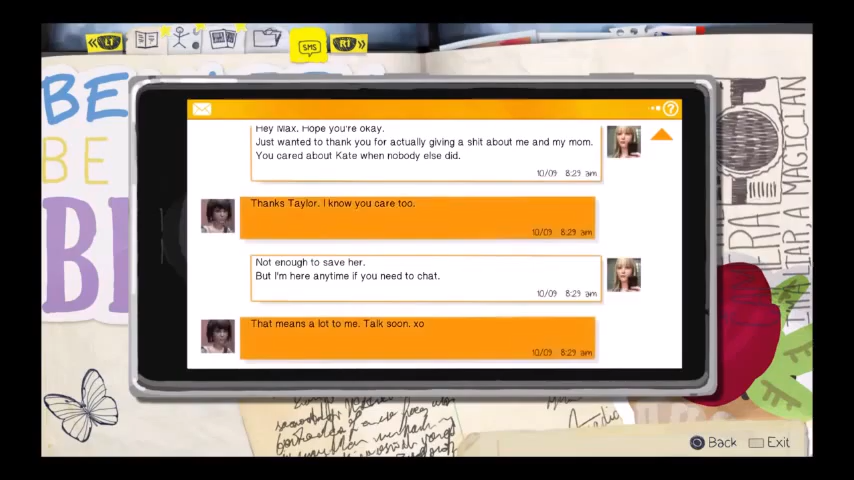 L1
SMS
R1
BE
BE
Hey Max. Hope you're okay.
Just wanted to thank you for actually giving a shit about me and my mom.
You cared about Kate when nobody else did.
10/09 8:29 am
Thanks Taylor. I know you care too.
10/09 8:29 am
Not enough to save her.
But I'm here anytime if you need to chat.
10/09 8:29 am
That means a lot to me. Talk soon. xo
10/09 8:29 am
A MAGICIAN
Back
Exit